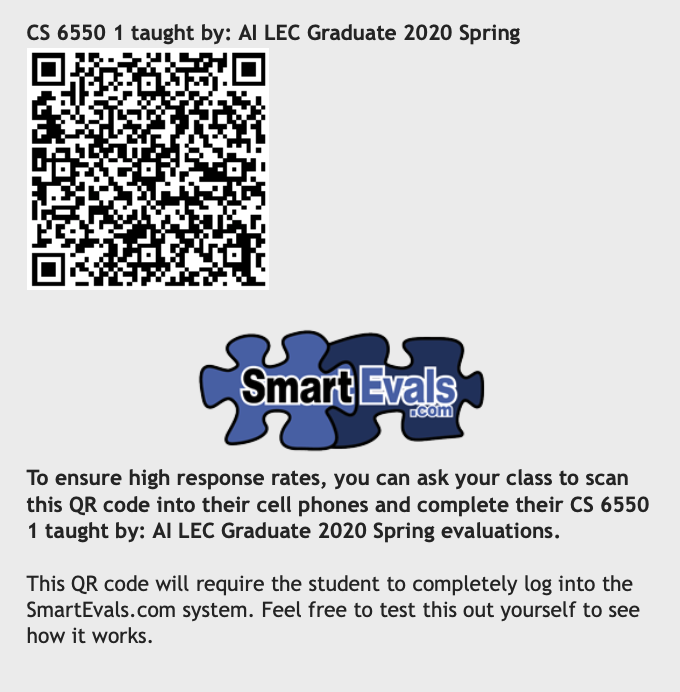 CS 6550 1 taught by: AI LEC Graduate 2020 Spring
SmartEvals
.com
To ensure high response rates, you can ask your class to scan
this QR code into their cell phones and complete their CS 6550
1 taught by: AI LEC Graduate 2020 Spring evaluations.
This QR code will require the student to completely log into the
SmartEvals.com system. Feel free to test this out yourself to see
how it works.